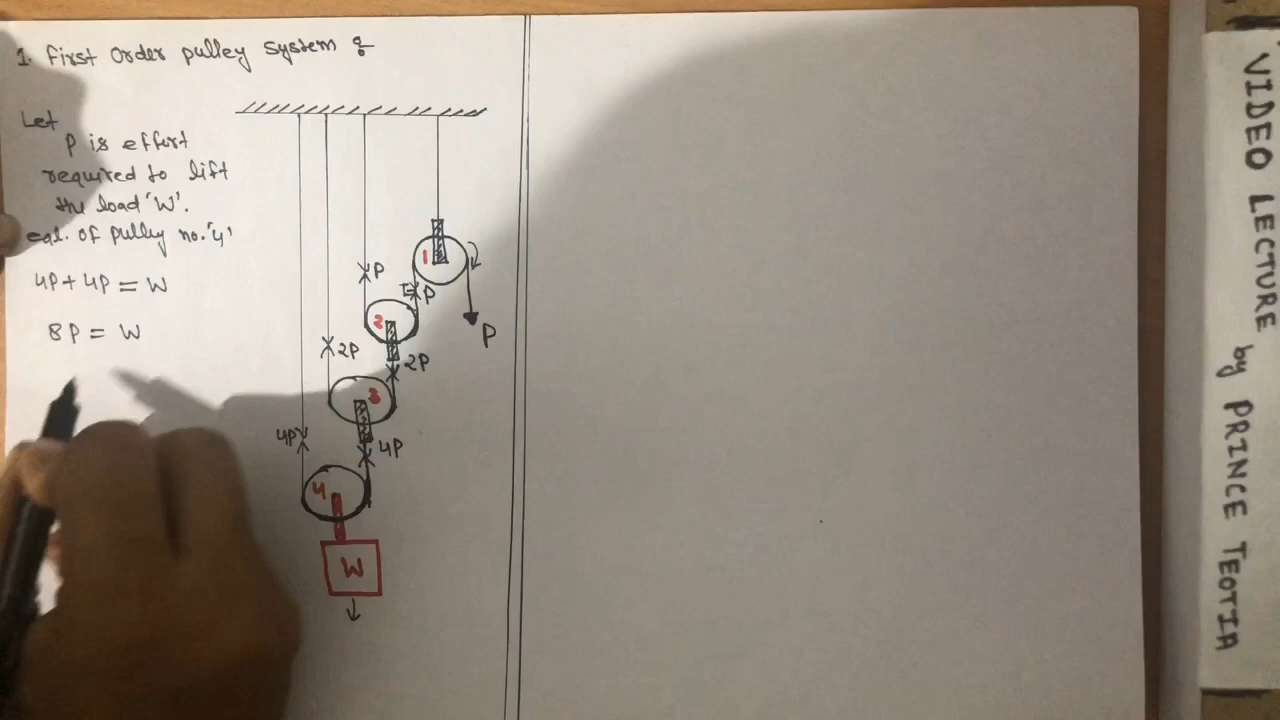 1. First order pulley system :
Let
P is effort
required to lift
the load 'W'.
eql. of pulley no. '4'
4P + 4P = W
8P = W
1
P
P
2
P
2P
2P
3
4P
4P
4
W
VIDEO LECTURE by PRINCE TEOTIA